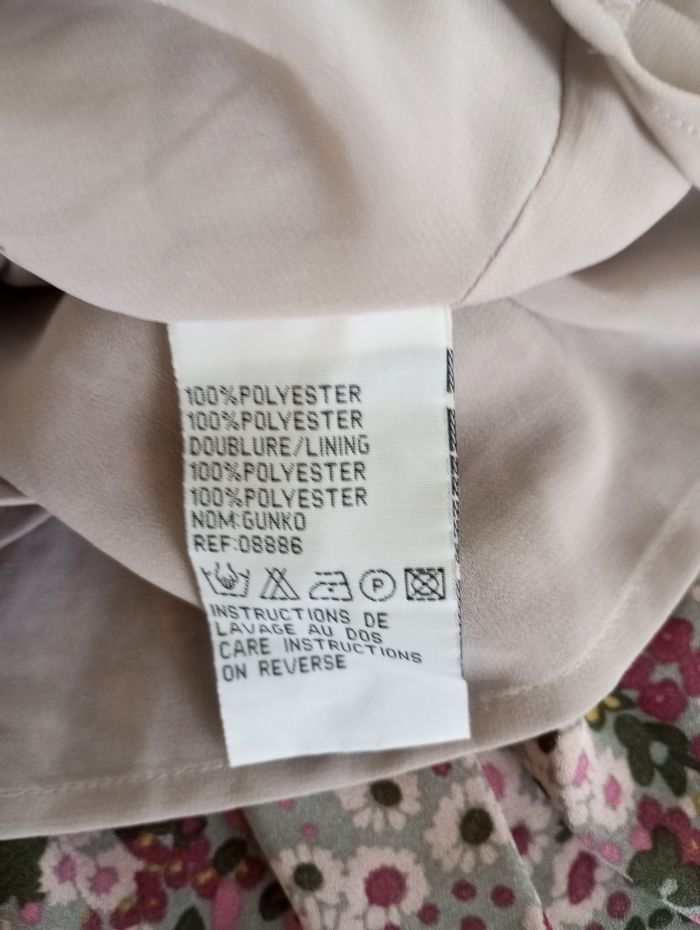 100%POLYESTER
100%POLYESTER
DOUBLURE/LINING
100%POLYESTER
100%POLYESTER
NOM:GUNKO
REF:08886
P
INSTRUCTIONS DE
LAVAGE AU DOS
CARE INSTRUCTIONS
ON REVERSE